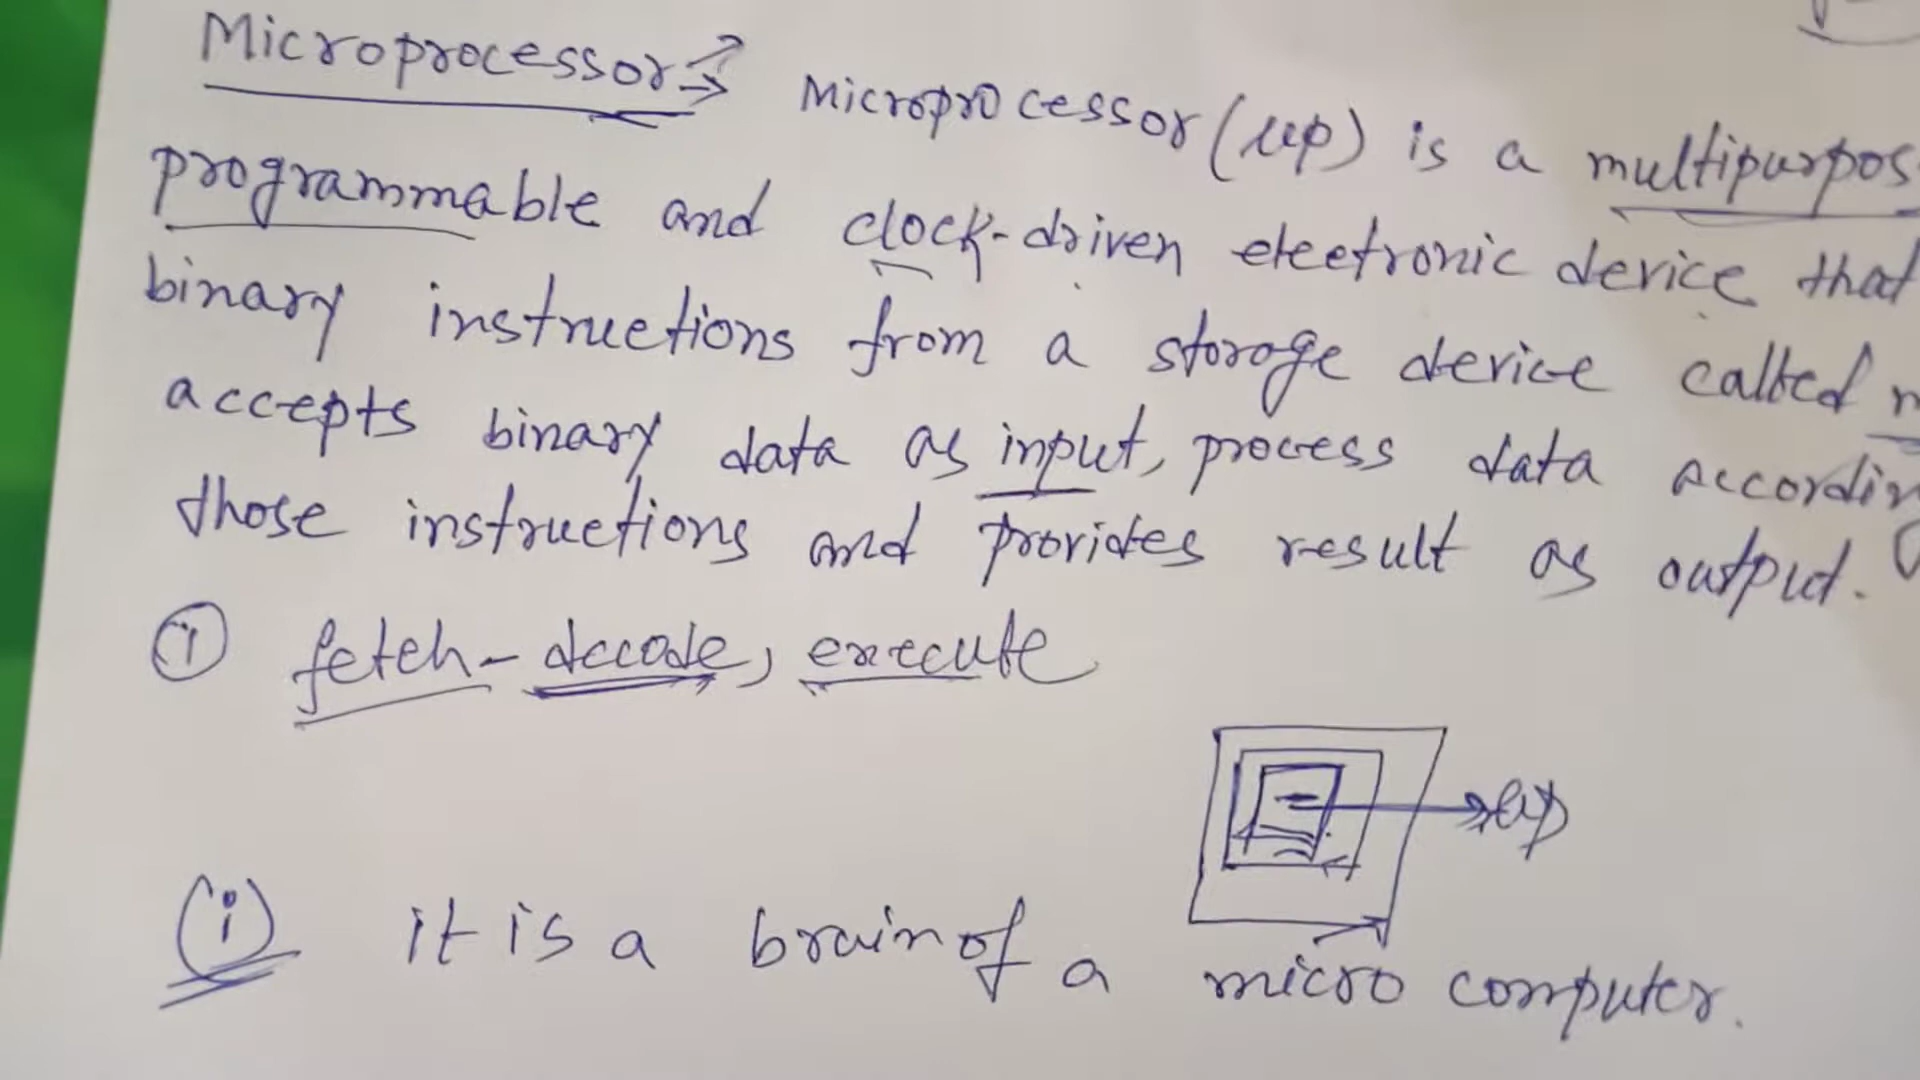 Microprocessor → Microprocessor (μp) is a multipurpos
programmable and clock-driven electronic device that
binary instructions from a storage device called m
accepts binary data as input, process data accordin
those instructions and provides result as output.
① fetch - decode, execute
μp
(i) it is a brain of a micro computer.